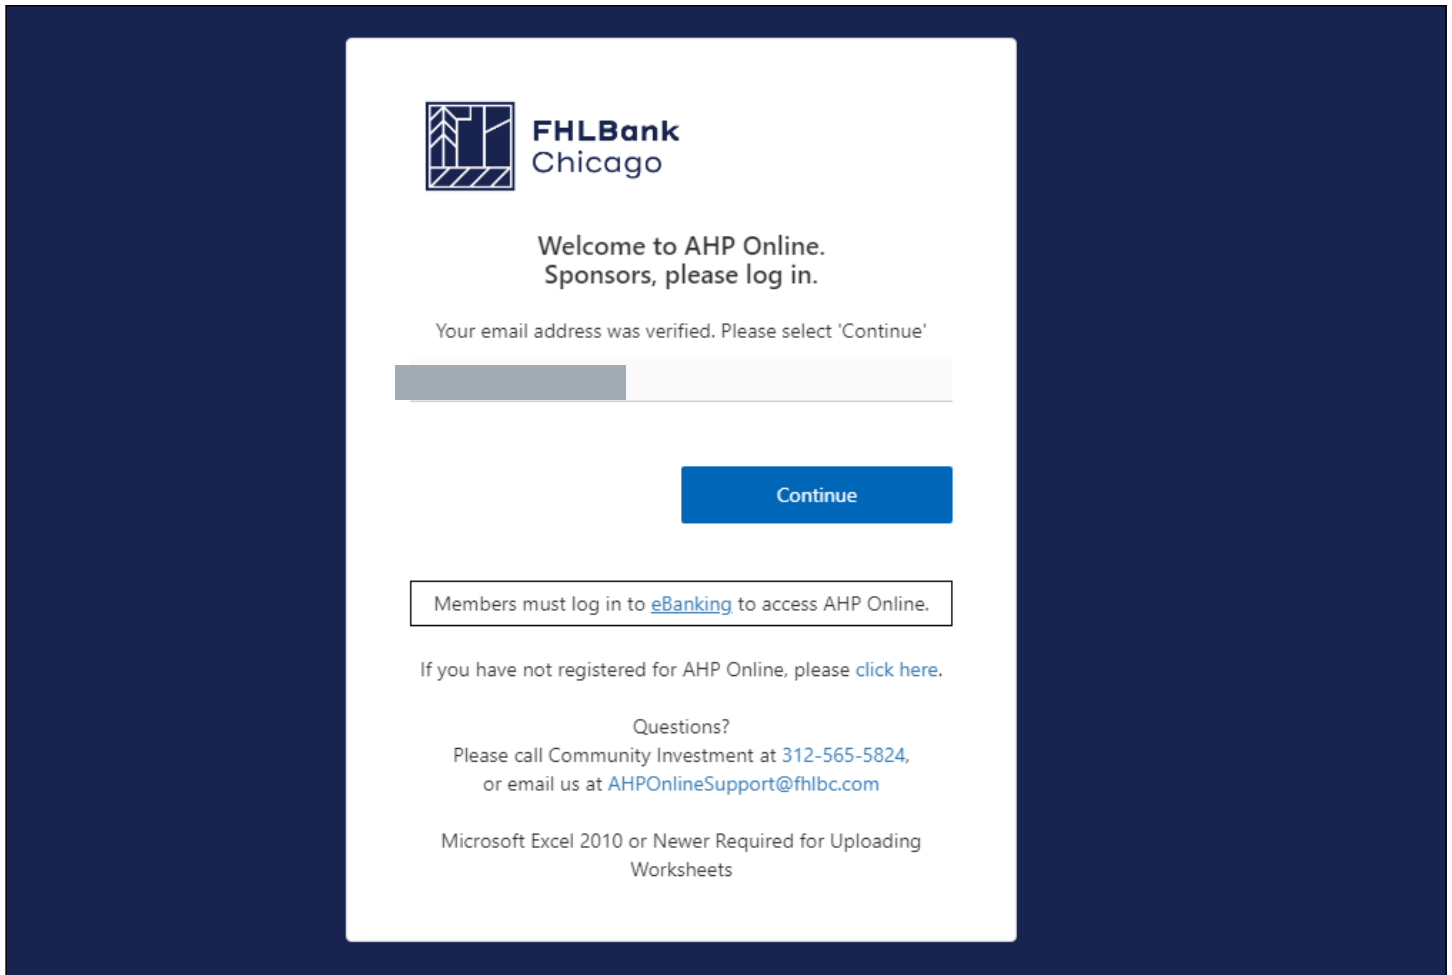 FHLBank
Chicago
Welcome to AHP Online.
Sponsors, please log in.
Your email address was verified. Please select 'Continue'
Continue
Members must log in to eBanking to access AHP Online.
If you have not registered for AHP Online, please click here.
Questions?
Please call Community Investment at 312-565-5824,
or email us at AHPOnlineSupport@fhlbc.com
Microsoft Excel 2010 or Newer Required for Uploading
Worksheets